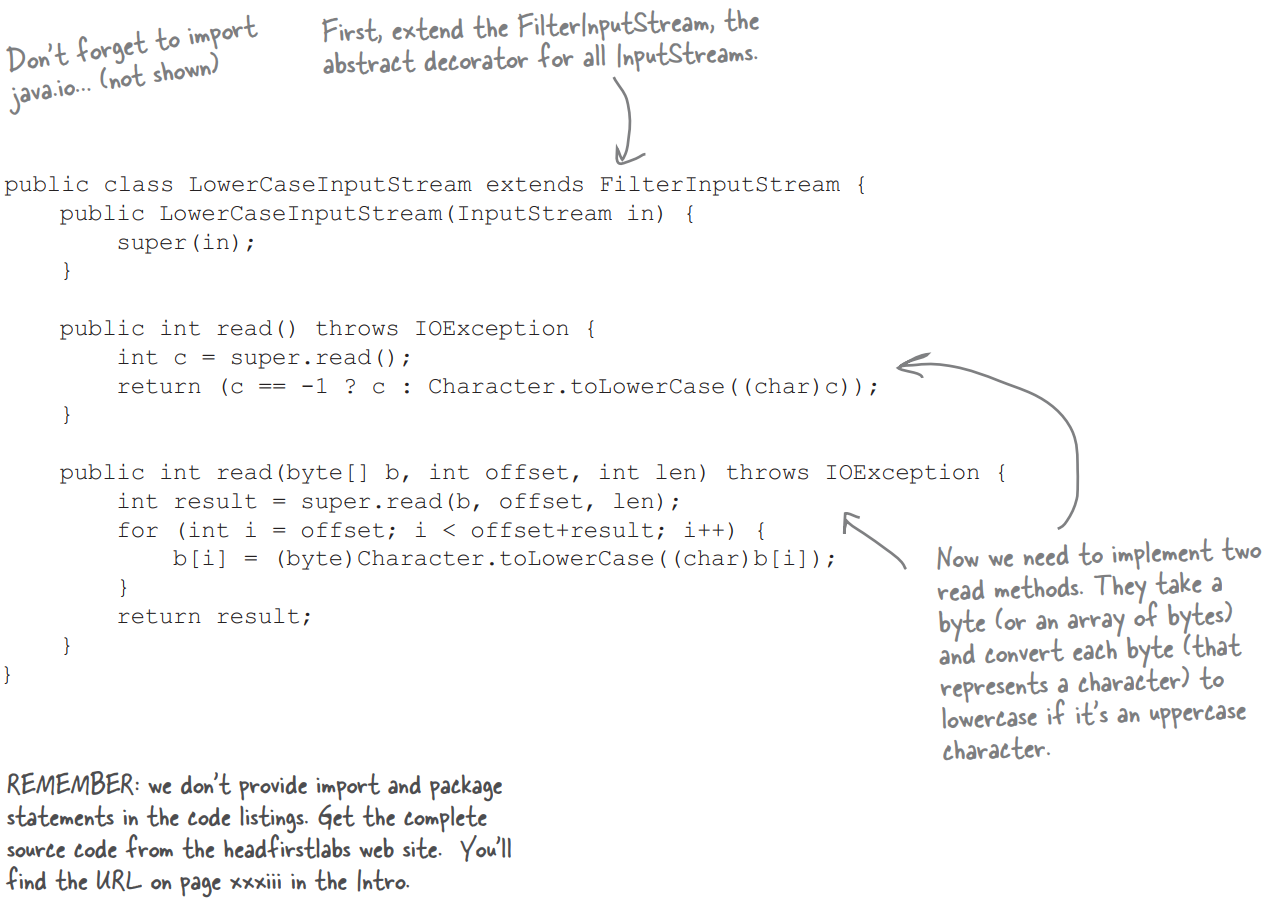 Don't forget to import
java.io... (not shown)
First, extend the FilterInputStream, the
abstract decorator for all InputStreams.
public class LowerCaseInputStream extends FilterInputStream {
    public LowerCaseInputStream(InputStream in) {
        super(in);
    }

    public int read() throws IOException {
        int c = super.read();
        return (c == -1 ? c : Character.toLowerCase((char)c));
    }

    public int read(byte[] b, int offset, int len) throws IOException {
        int result = super.read(b, offset, len);
        for (int i = offset; i < offset+result; i++) {
            b[i] = (byte)Character.toLowerCase((char)b[i]);
        }
        return result;
    }
}
Now we need to implement two
read methods. They take a
byte (or an array of bytes)
and convert each byte (that
represents a character) to
lowercase if it's an uppercase
character.
REMEMBER: we don't provide import and package
statements in the code listings. Get the complete
source code from the headfirstlabs web site. You'll
find the URL on page xxxiii in the Intro.